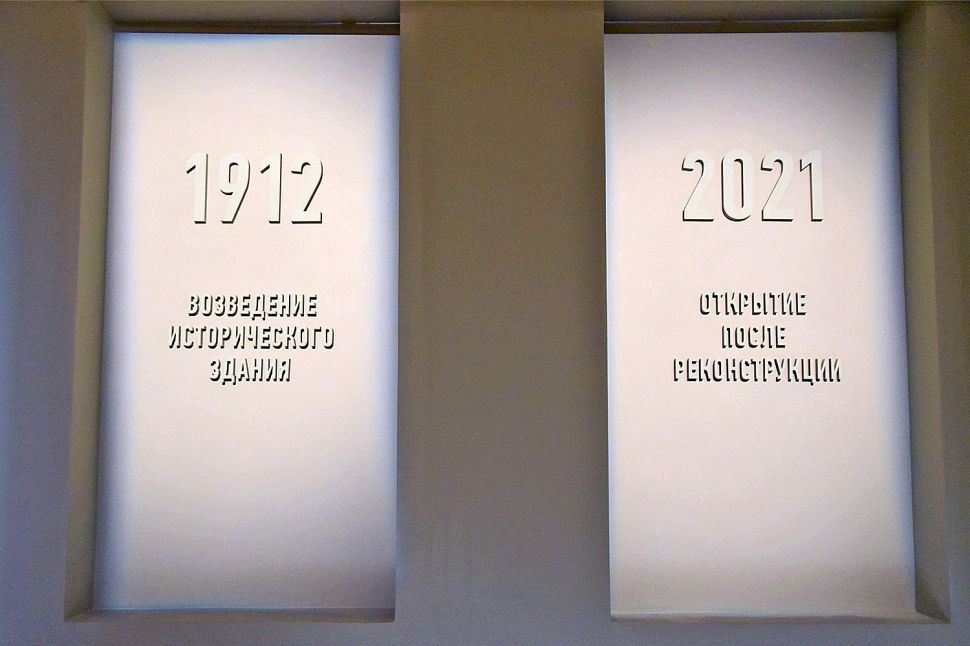 1912
ВОЗВЕДЕНИЕ
ИСТОРИЧЕСКОГО
ЗДАНИЯ
2021
ОТКРЫТИЕ
ПОСЛЕ
РЕКОНСТРУКЦИИ